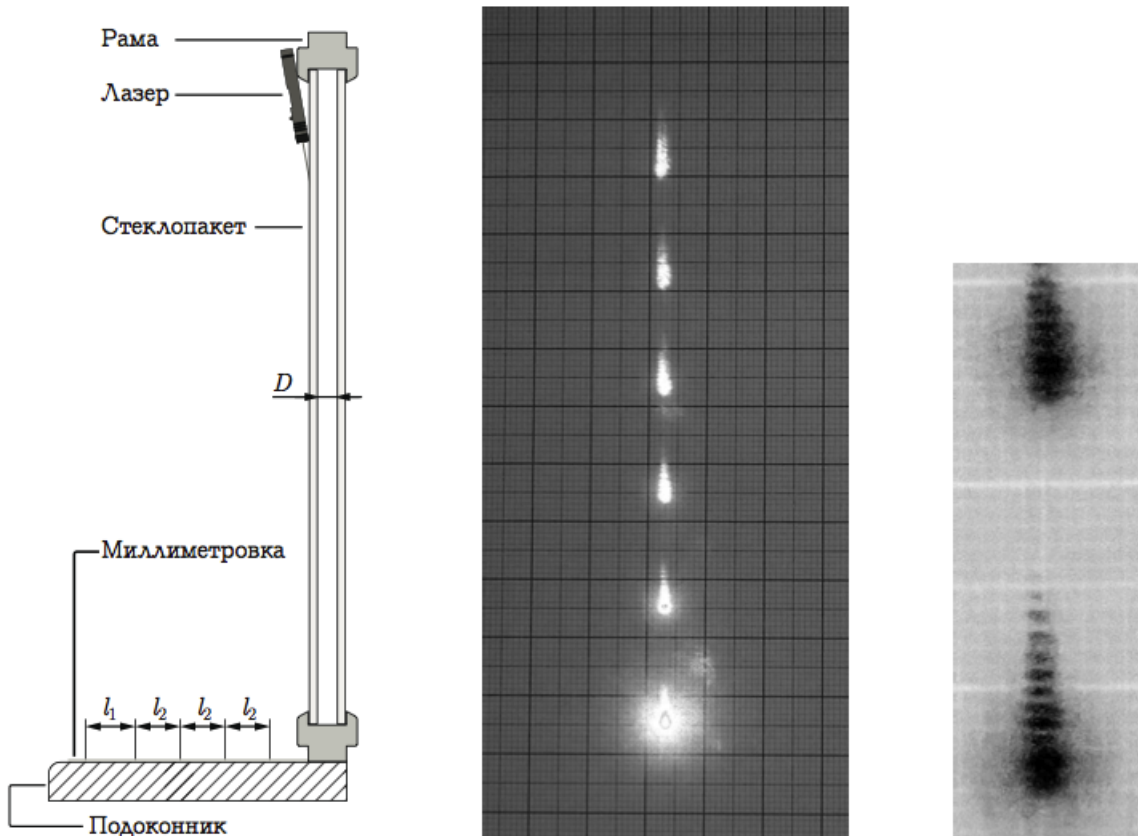 Рама
Лазер
Стеклопакет
D
Миллиметровка
l₁ l₂ l₂ l₂
Подоконник